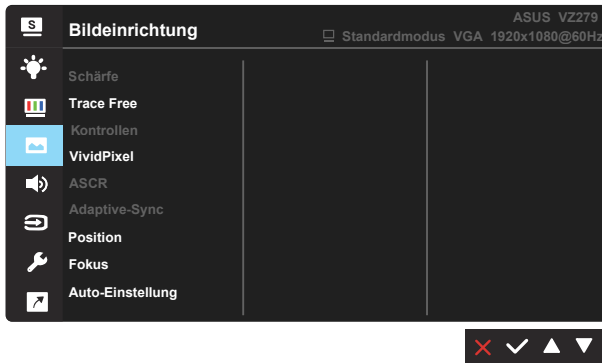 S
Bildeinrichtung
ASUS VZ279
Standardmodus VGA 1920x1080@60Hz
Schärfe
Trace Free
Kontrollen
VividPixel
ASCR
Adaptive-Sync
Position
Fokus
Auto-Einstellung